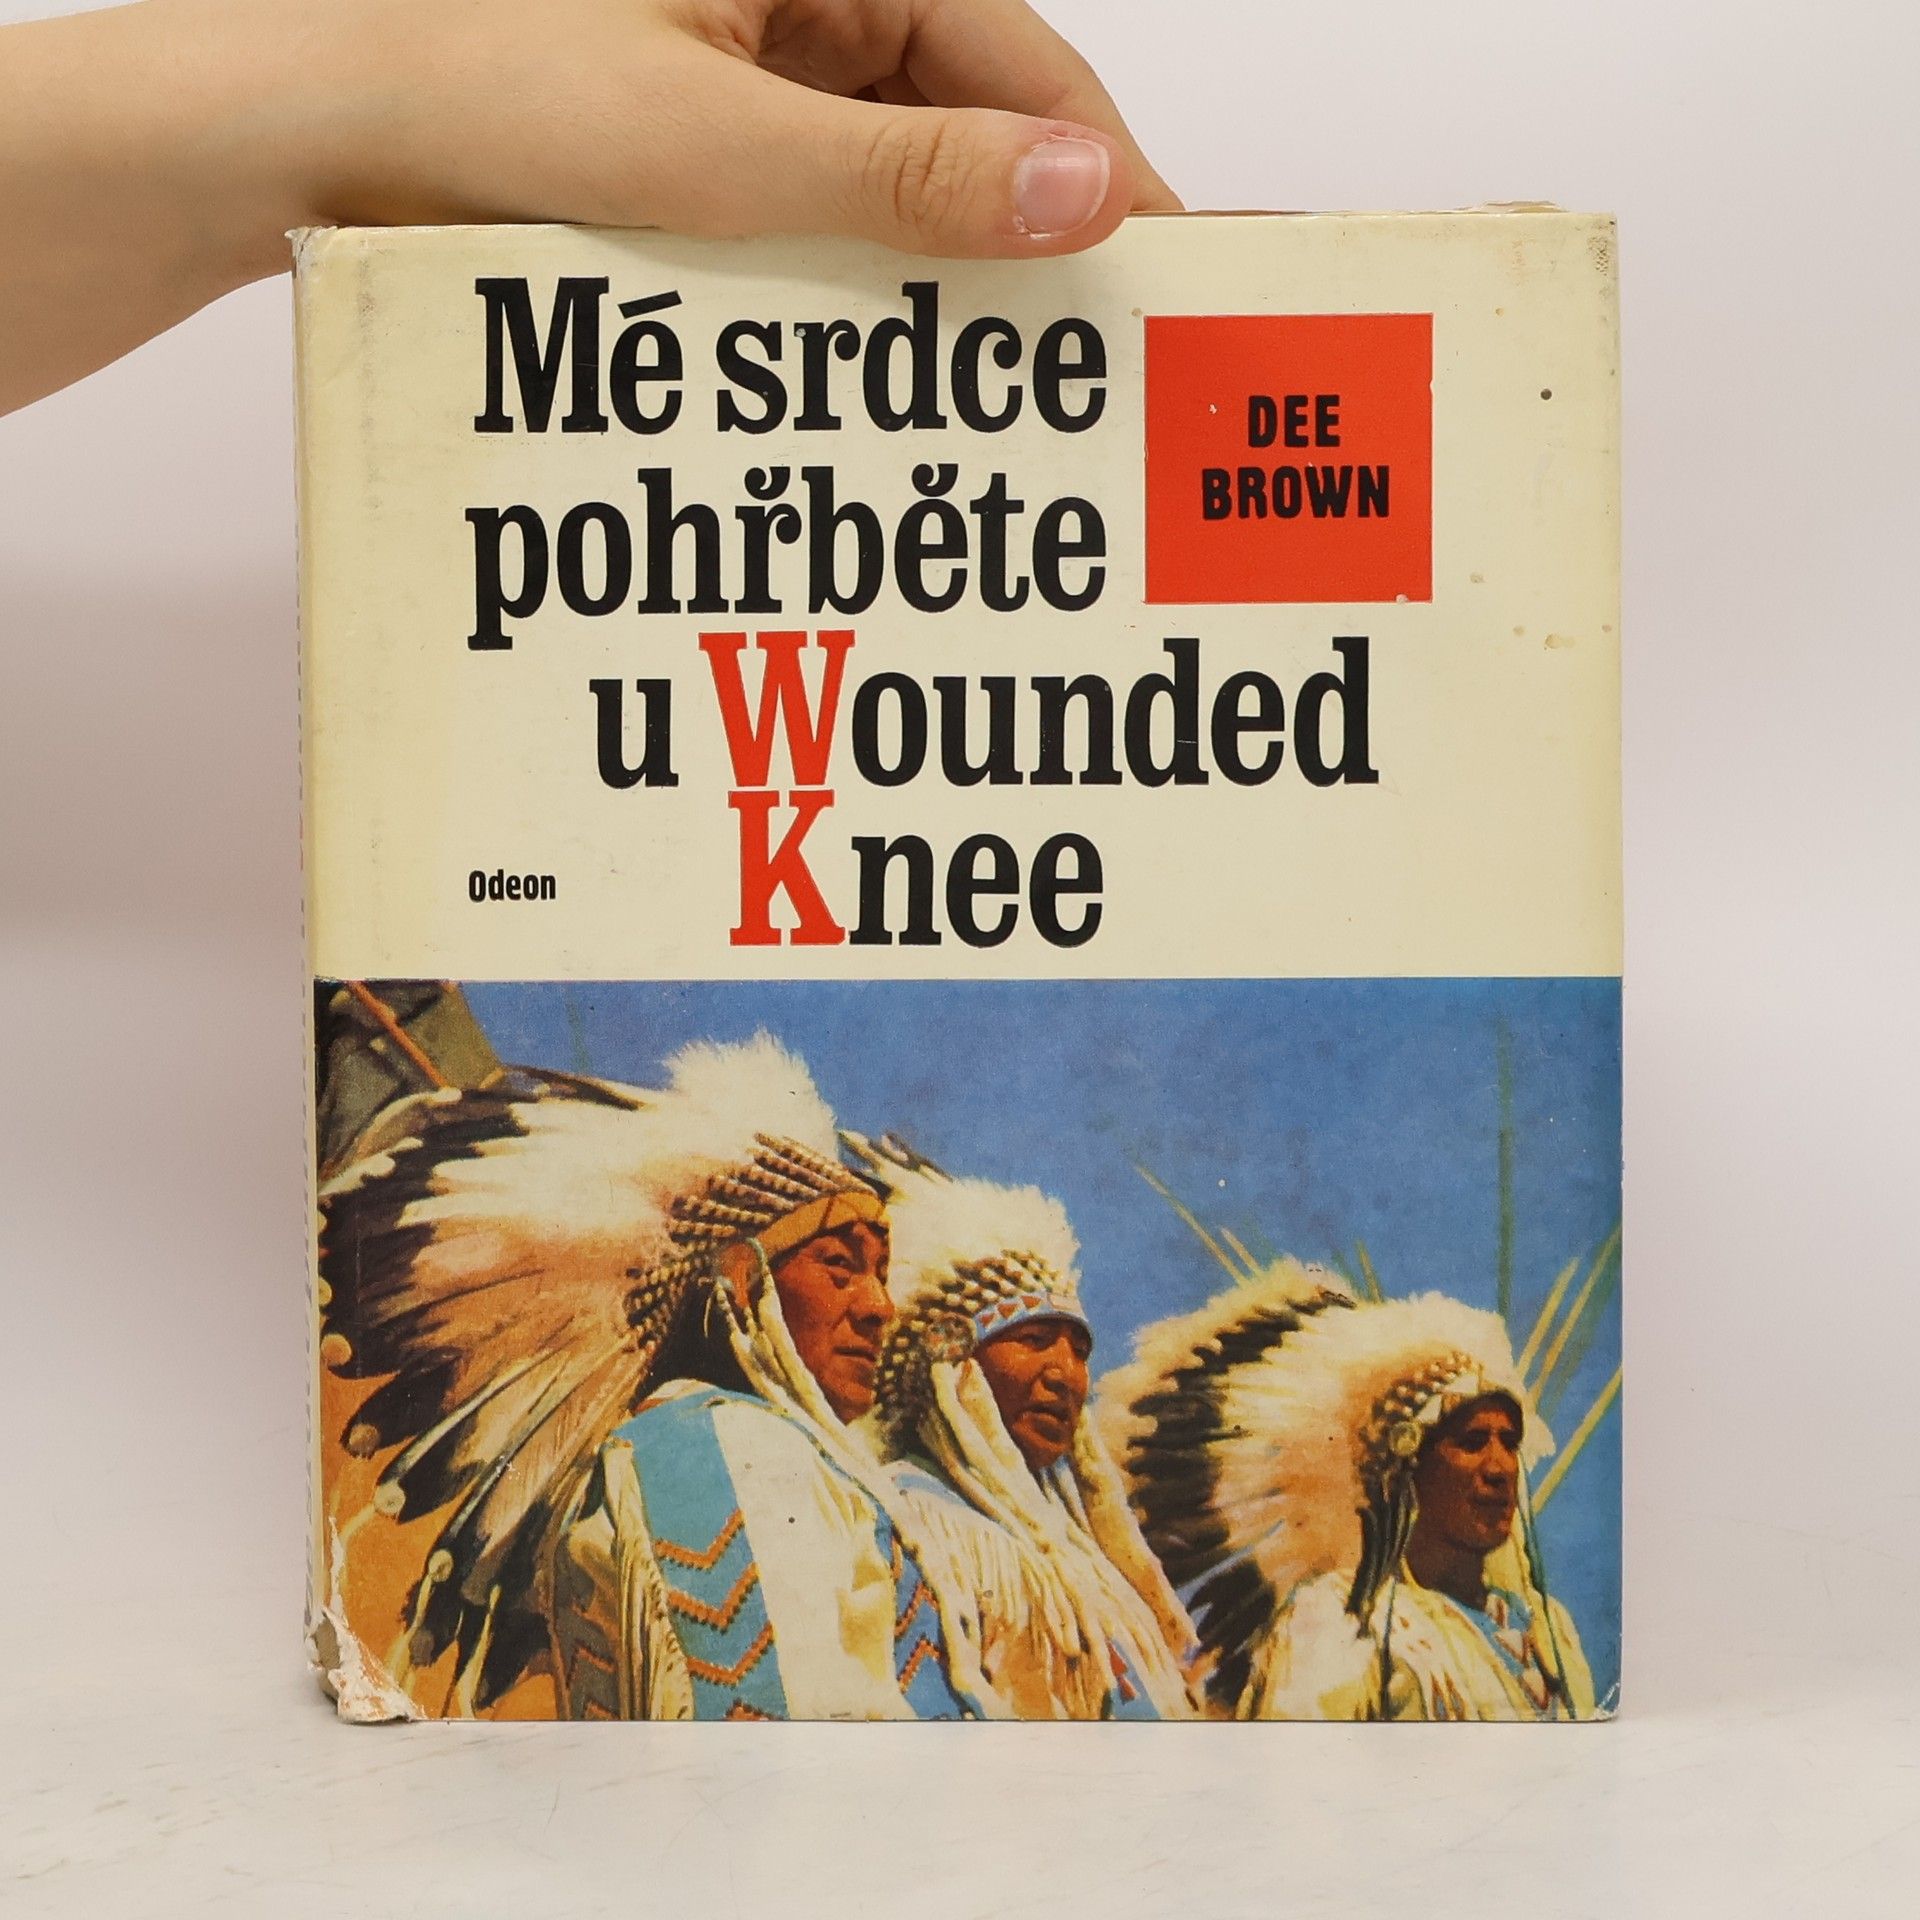 Mé srdce
pohřběte
u Wounded
Knee
DEE
BROWN
Odeon